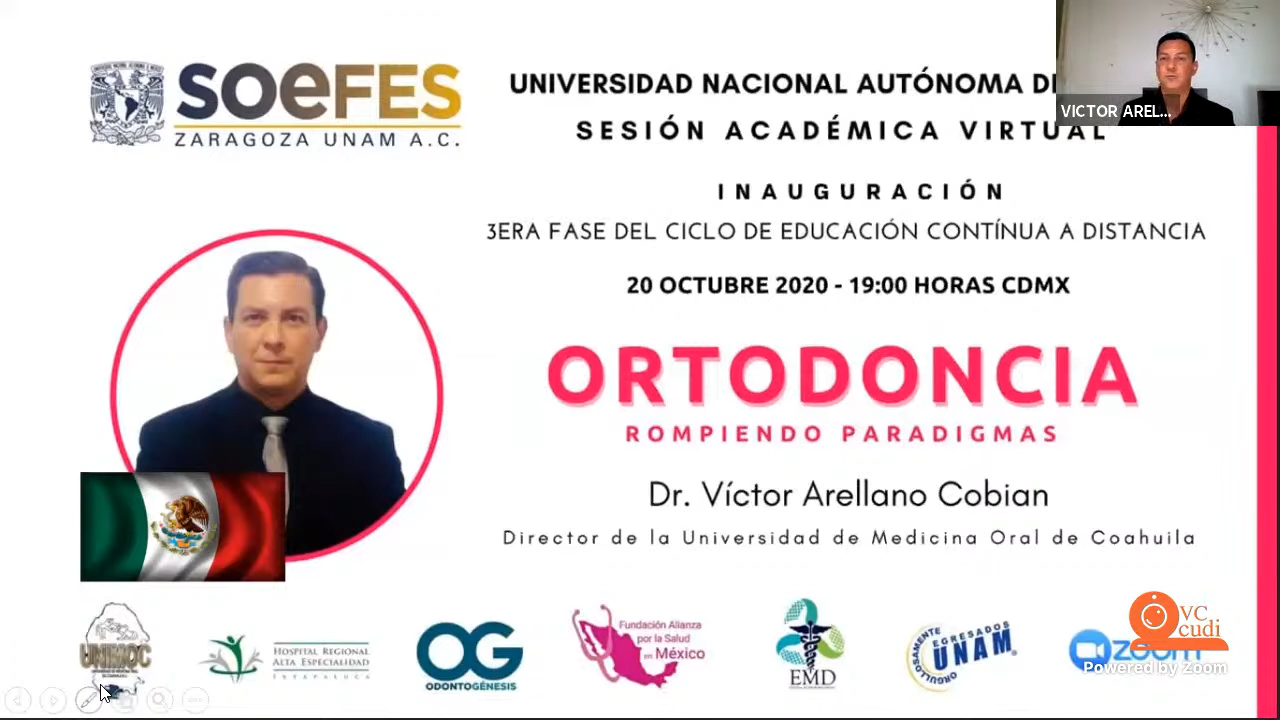 SOEFES
ZARAGOZA UNAM A.C.
UNIVERSIDAD NACIONAL AUTÓNOMA DE
SESIÓN ACADÉMICA VIRTUAL
VICTOR AREL...
INAUGURACIÓN
3ERA FASE DEL CICLO DE EDUCACIÓN CONTÍNUA A DISTANCIA
20 OCTUBRE 2020 - 19:00 HORAS CDMX
ORTODONCIA
ROMPIENDO PARADIGMAS
Dr. Víctor Arellano Cobian
Director de la Universidad de Medicina Oral de Coahuila
UNIMOC
HOSPITAL REGIONAL
ALTA ESPECIALIDAD
IXTAPALUCA
OG
ODONTOGÉNESIS
Fundación Alianza
por la Salud
en México
EMD
ORGULLOSAMENTE EGRESADOS
UNAM
zoom
VC
cudi
Powered by Zoom